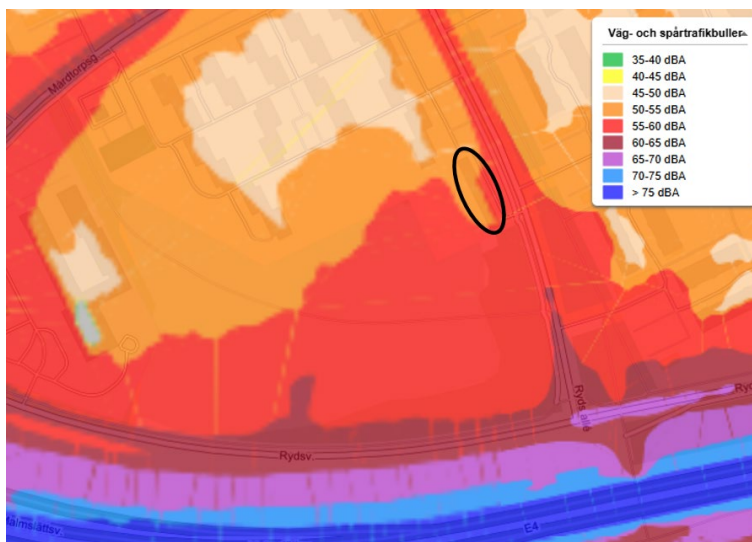 Väg- och spårtrafikbuller
35-40 dBA
40-45 dBA
45-50 dBA
50-55 dBA
55-60 dBA
60-65 dBA
65-70 dBA
70-75 dBA
> 75 dBA
Mårdtorpsg
Ryds allé
Rydsv.
E4